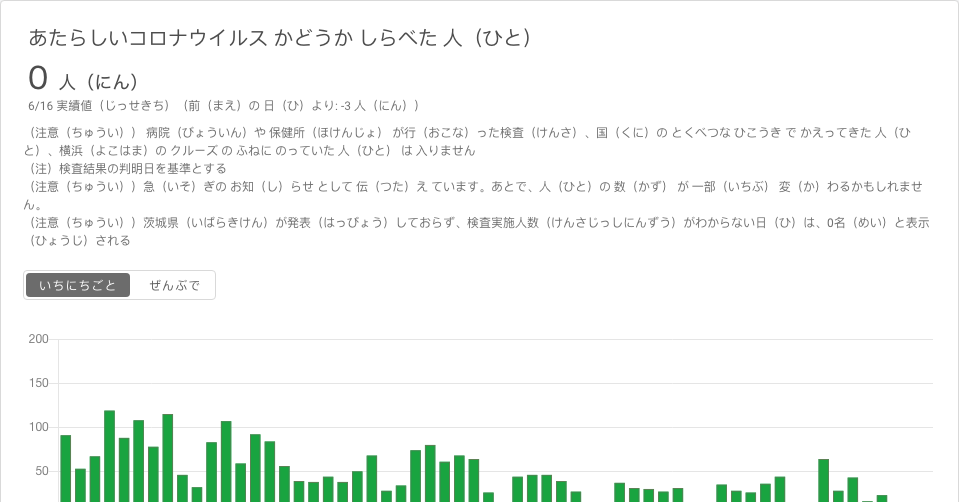 あたらしいコロナウイルス かどうか しらべた 人（ひと）
0 人（にん）
6/16 実績値（じっせきち）（前（まえ）の 日（ひ）より: -3 人（にん））
（注意（ちゅうい）） 病院（びょういん）や 保健所（ほけんじょ） が行（おこな）った検査（けんさ）、国（くに）の とくべつな ひこうき で かえってきた 人（ひ
と）、横浜（よこはま）の クルーズ の ふねに のっていた 人（ひと） は 入りません
（注）検査結果の判明日を基準とする
（注意（ちゅうい））急（いそ）ぎの お知（し）らせ として 伝（つた）え ています。あとで、人（ひと）の 数（かず） が 一部（いちぶ） 変（か）わるかもしれませ
ん。
（注意（ちゅうい））茨城県（いばらきけん）が発表（はっぴょう）しておらず、検査実施人数（けんさじっしにんずう）がわからない日（ひ）は、0名（めい）と表示
（ひょうじ）される
いちにちごと ぜんぶで
200
150
100
50